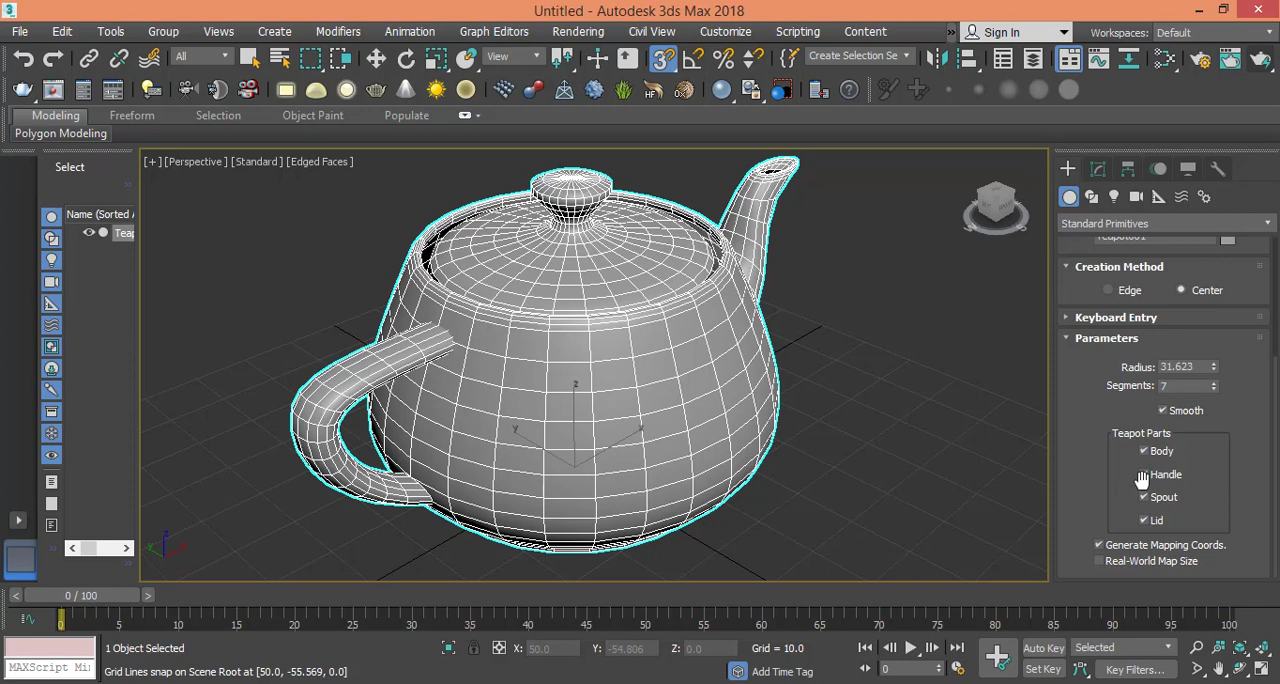 Untitled - Autodesk 3ds Max 2018
File Edit Tools Group Views Create Modifiers Animation Graph Editors Rendering Civil View Customize Scripting Content Sign In Workspaces: Default
All View Create Selection Se
Modeling Freeform Selection Object Paint Populate
Polygon Modeling
Select
[+] [Perspective] [Standard] [Edged Faces]
Name (Sorted A
Teap
Standard Primitives
Creation Method
Edge Center
Keyboard Entry
Parameters
Radius: 31.623
Segments: 7
Smooth
Teapot Parts
Body
Handle
Spout
Lid
Generate Mapping Coords.
Real-World Map Size
z
y x
0 / 100
0 5 10 15 20 25 30 35 40 45 50 55 60 65 70 75 80 85 90 95 100
1 Object Selected X: 50.0 Y: -54.806 Z: 0.0 Grid = 10.0 Auto Key Selected
MAXScript Mi Grid Lines snap on Scene Root at [50.0, -55.569, 0.0] Add Time Tag 0 Set Key Key Filters...